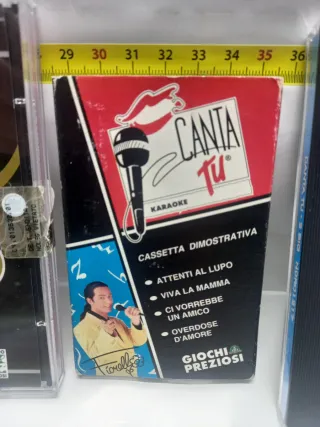 29 30 31 32 33 34 35 36
CANTA
TU®
KARAOKE
CASSETTA DIMOSTRATIVA
• ATTENTI AL LUPO
• VIVA LA MAMMA
• CI VORREBBE
UN AMICO
• OVERDOSE
D'AMORE
Fiorello
GIOCHI
PREZIOSI